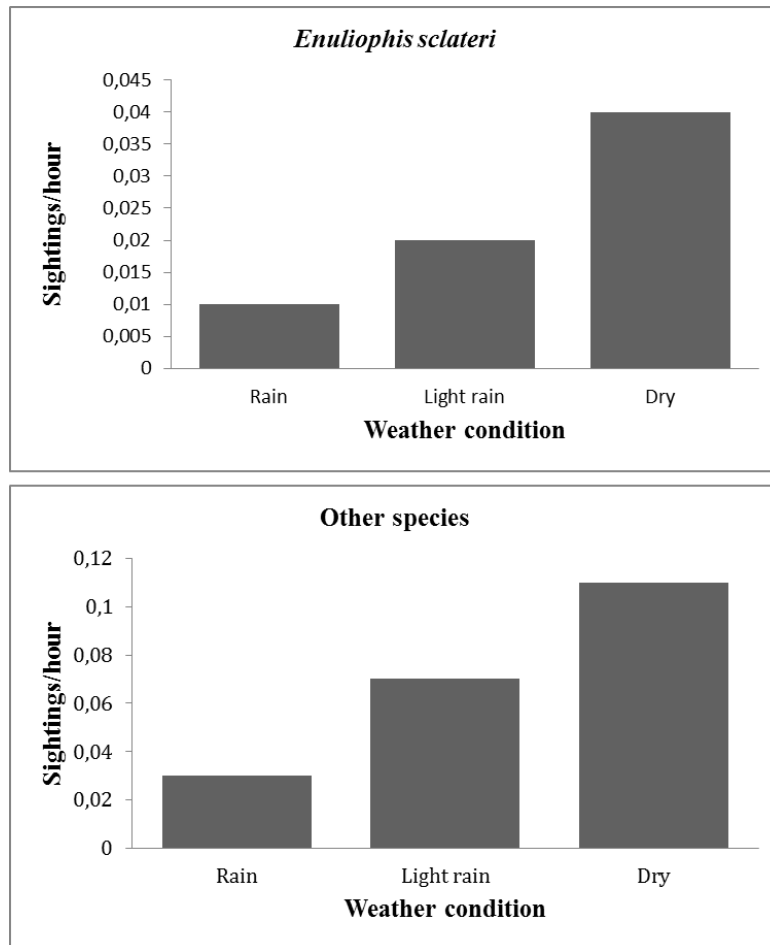 Enuliophis sclateri
0,045
0,04
0,035
0,03
0,025
0,02
0,015
0,01
0,005
0
Sightings/hour
Rain Light rain Dry
Weather condition
Other species
0,12
0,1
0,08
0,06
0,04
0,02
0
Sightings/hour
Rain Light rain Dry
Weather condition